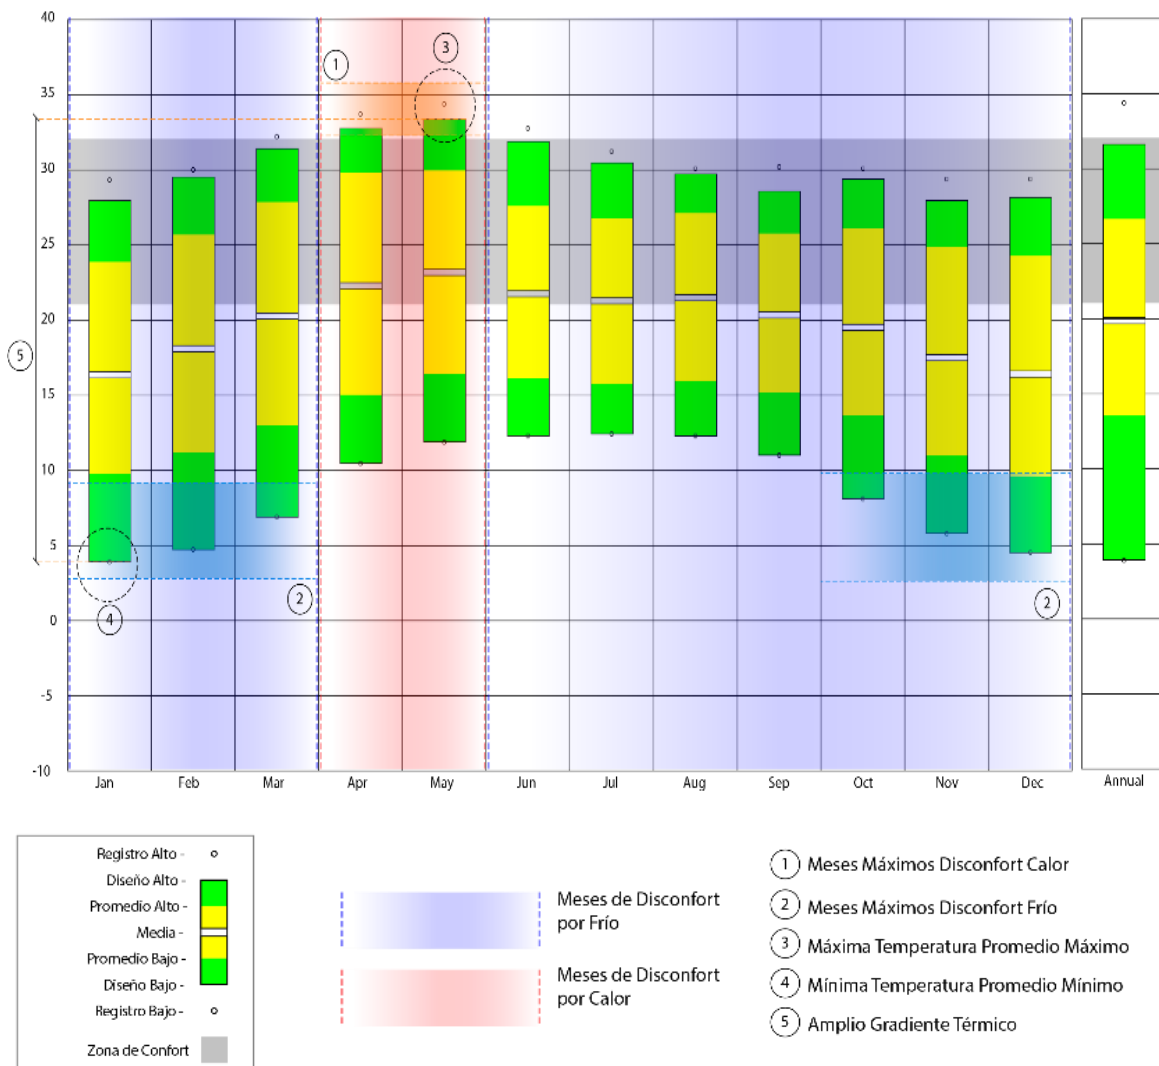 40
35
30
25
20
15
10
5
0
-5
-10
1
3
5
4
2
2
Jan Feb Mar Apr May Jun Jul Aug Sep Oct Nov Dec Annual
Registro Alto -
Diseño Alto -
Promedio Alto -
Media -
Promedio Bajo -
Diseño Bajo -
Registro Bajo -
Zona de Confort
Meses de Disconfort
por Frío
Meses de Disconfort
por Calor
1 Meses Máximos Disconfort Calor
2 Meses Máximos Disconfort Frío
3 Máxima Temperatura Promedio Máximo
4 Mínima Temperatura Promedio Mínimo
5 Amplio Gradiente Térmico